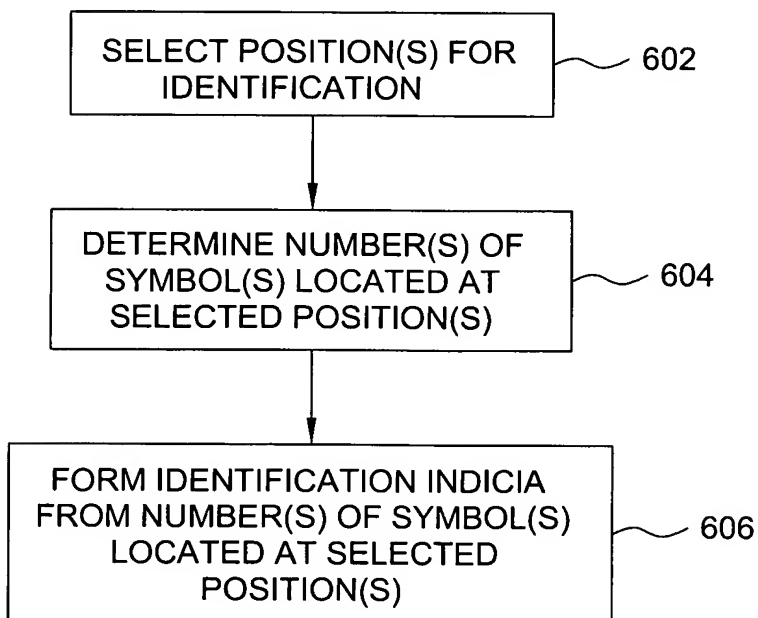 SELECT POSITION(S) FOR
IDENTIFICATION
602
DETERMINE NUMBER(S) OF
SYMBOL(S) LOCATED AT
SELECTED POSITION(S)
604
FORM IDENTIFICATION INDICIA
FROM NUMBER(S) OF SYMBOL(S)
LOCATED AT SELECTED
POSITION(S)
606